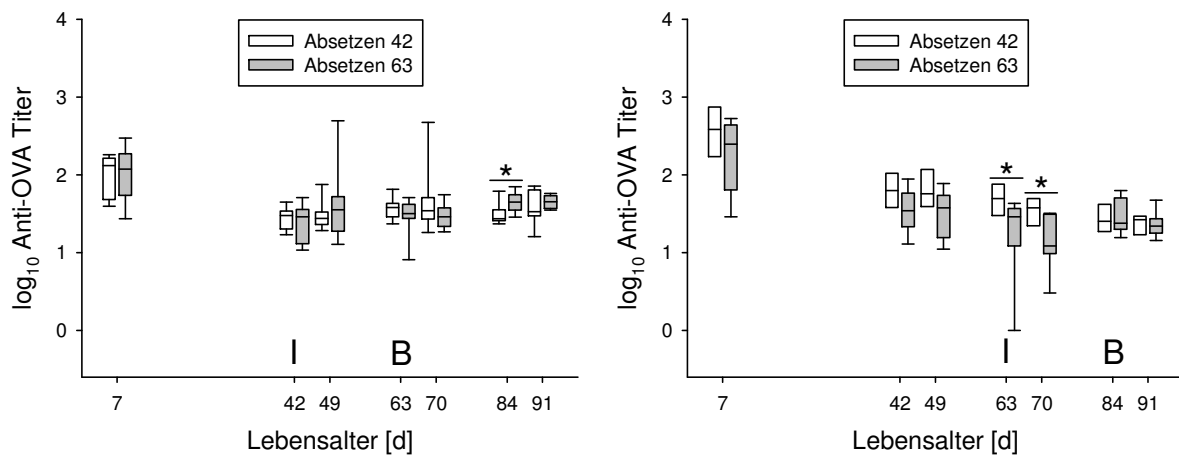 log10 Anti-OVA Titer
4
3
2
1
0
Absetzen 42
Absetzen 63
*
I
B
7
42
49
63
70
84
91
Lebensalter [d]
log10 Anti-OVA Titer
4
3
2
1
0
Absetzen 42
Absetzen 63
*
*
I
B
7
42
49
63
70
84
91
Lebensalter [d]